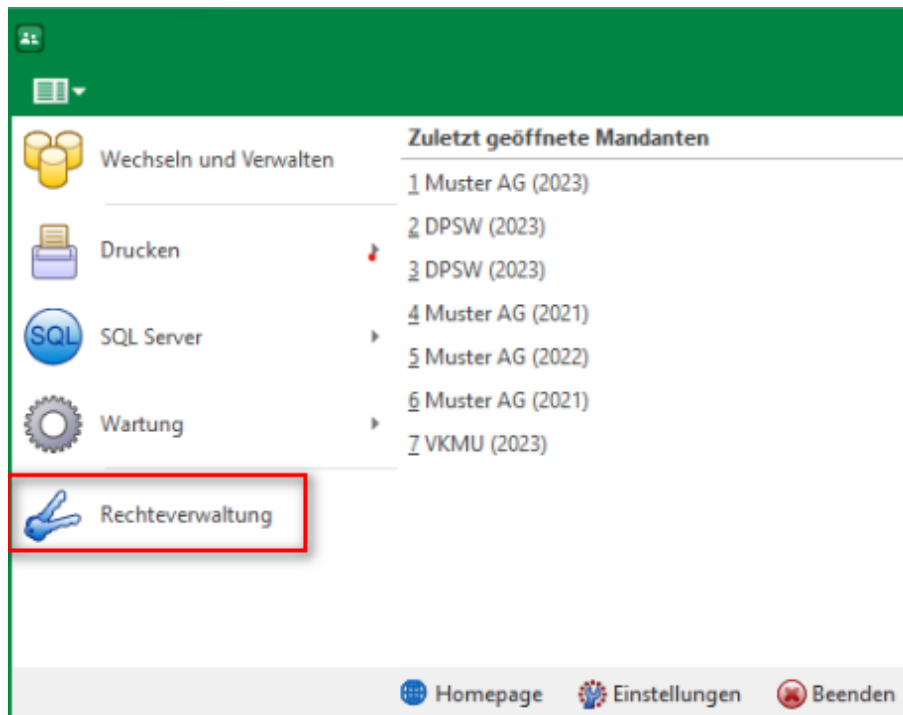 Wechseln und Verwalten
Drucken
SQL
SQL Server
Wartung
Rechteverwaltung
Zuletzt geöffnete Mandanten
1 Muster AG (2023)
2 DPSW (2023)
3 DPSW (2023)
4 Muster AG (2021)
5 Muster AG (2022)
6 Muster AG (2021)
7 VKMU (2023)
Homepage
Einstellungen
Beenden